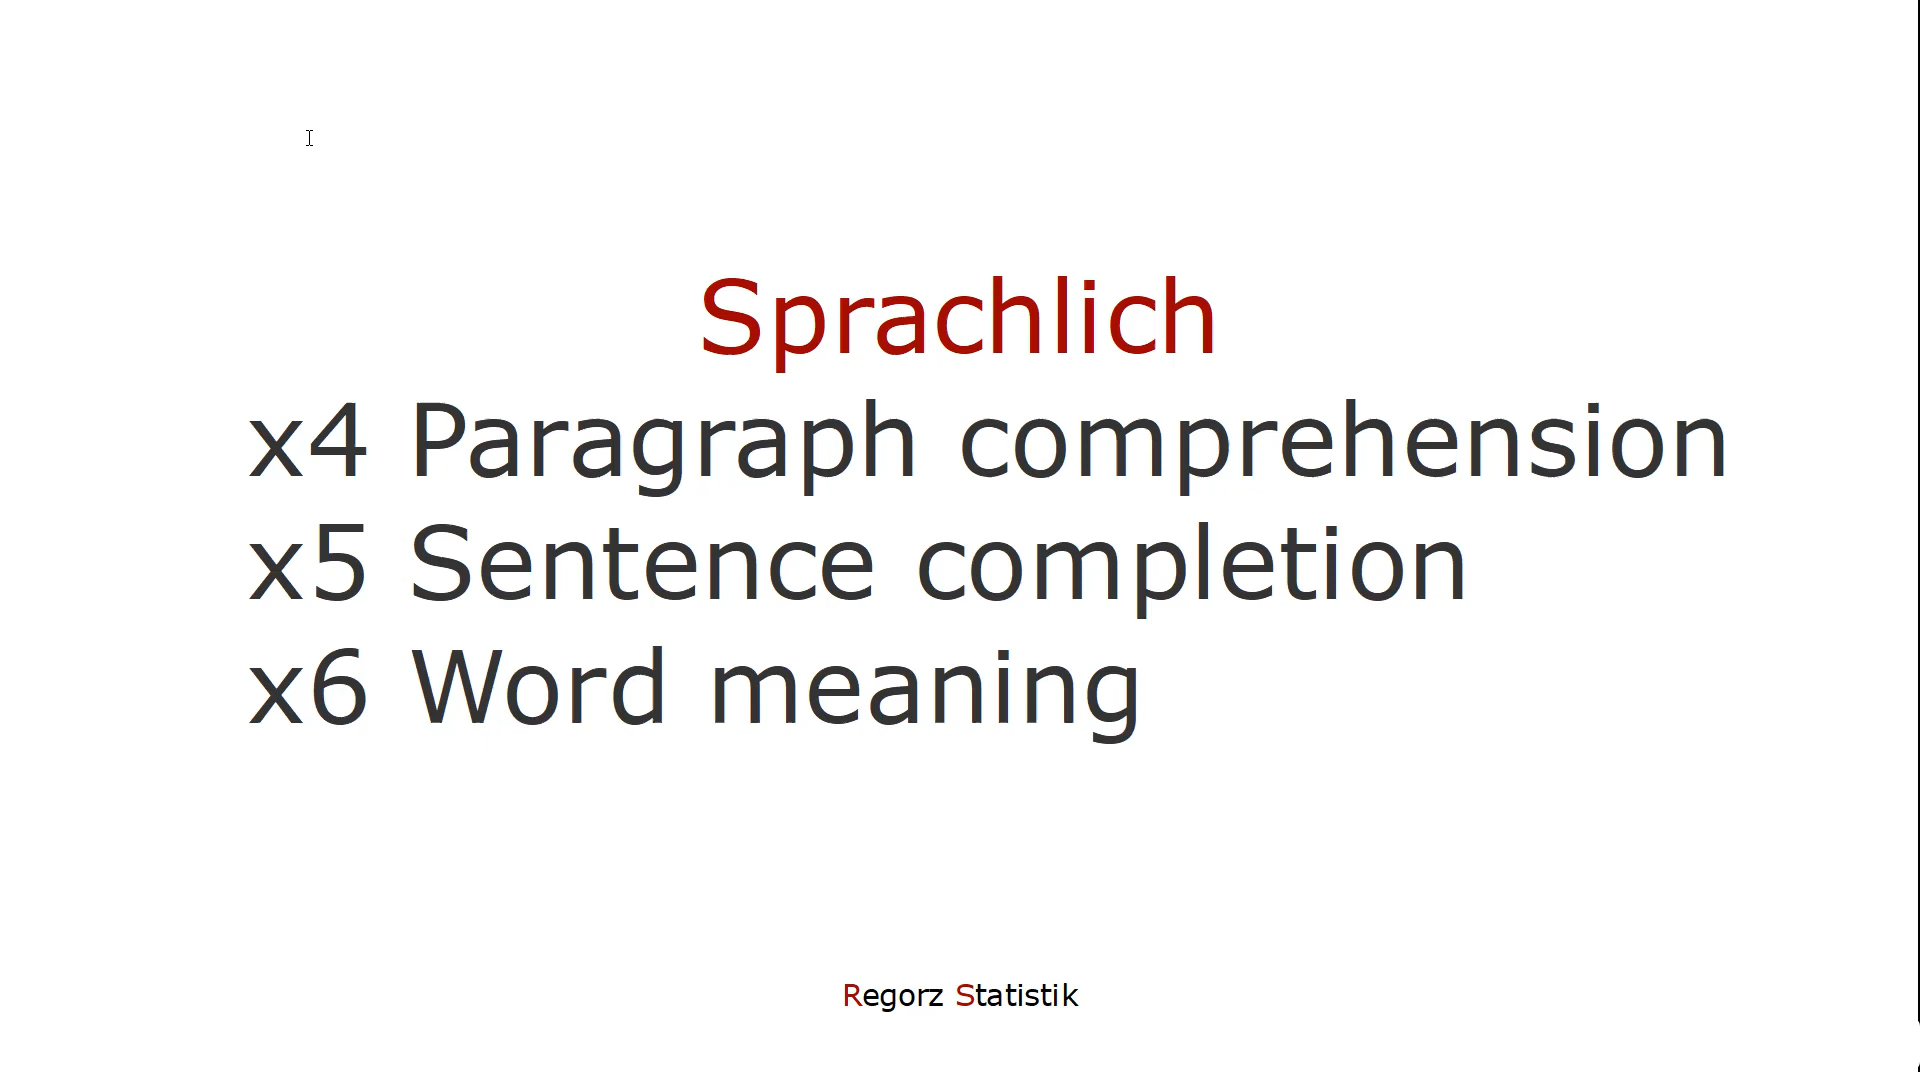 Sprachlich
x4 Paragraph comprehension
x5 Sentence completion
x6 Word meaning
Regorz Statistik